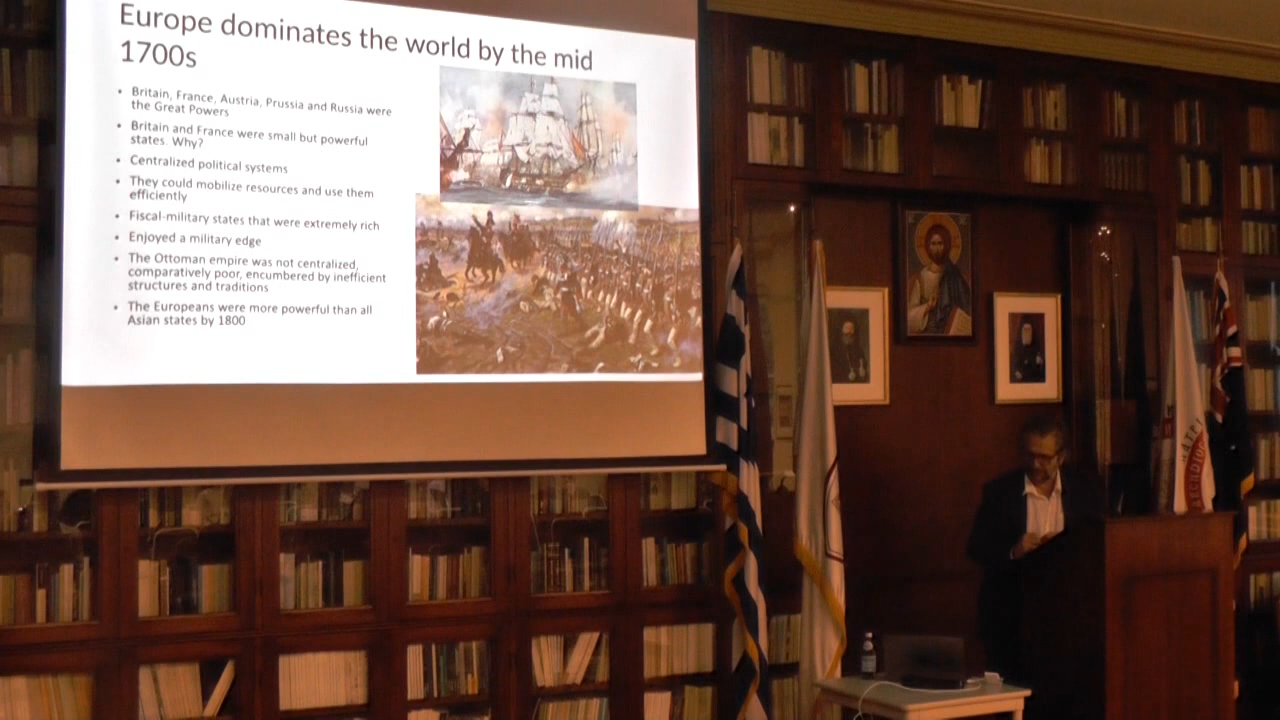 Europe dominates the world by the mid
1700s
• Britain, France, Austria, Prussia and Russia were
the Great Powers
• Britain and France were small but powerful
states. Why?
• Centralized political systems
• They could mobilize resources and use them
efficiently
• Fiscal-military states that were extremely rich
• Enjoyed a military edge
• The Ottoman empire was not centralized,
comparatively poor, encumbered by inefficient
structures and traditions
• The Europeans were more powerful than all
Asian states by 1800